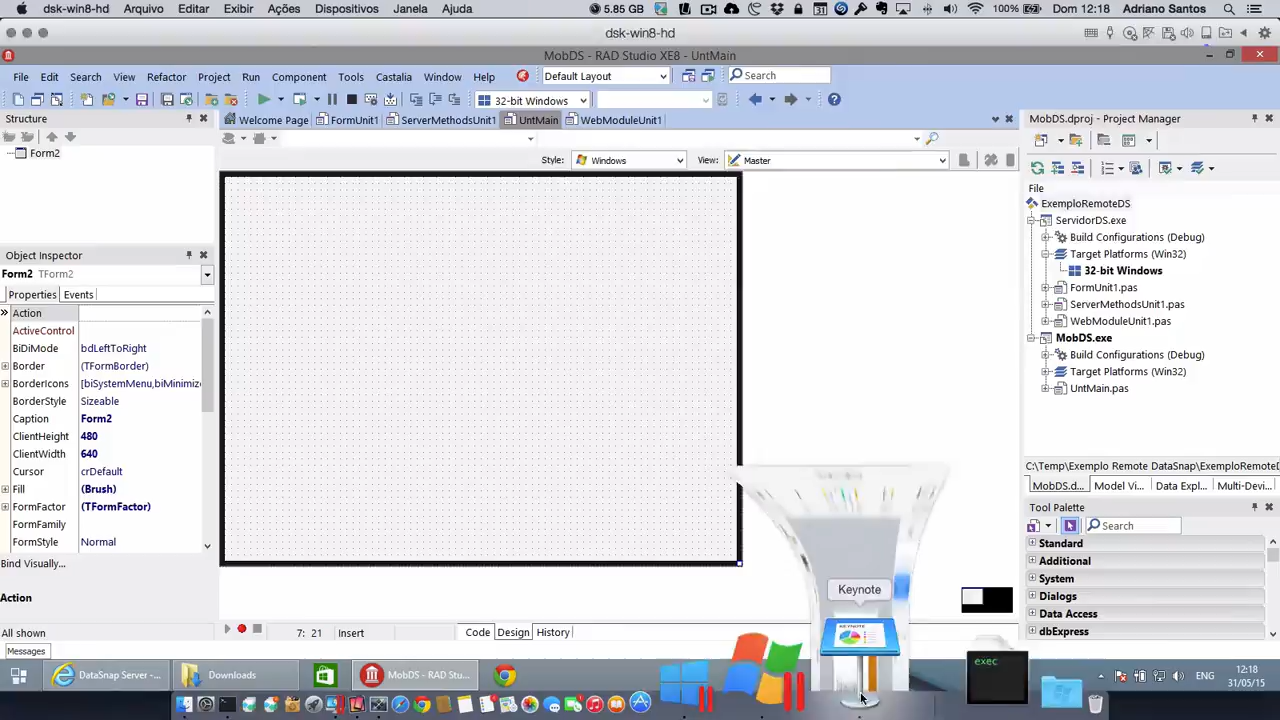 dsk-win8-hd Arquivo Editar Exibir Ações Dispositivos Janela Ajuda 5.85 GB 100% Dom 12:18 Adriano Santos
dsk-win8-hd
MobDS - RAD Studio XE8 - UntMain
File Edit Search View Refactor Project Run Component Tools Castalia Window Help Default Layout Search
32-bit Windows
Structure
Welcome Page FormUnit1 ServerMethodsUnit1 UntMain WebModuleUnit1
MobDS.dproj - Project Manager
Form2
Style: Windows View: Master
File
ExemploRemoteDS
ServidorDS.exe
Build Configurations (Debug)
Target Platforms (Win32)
32-bit Windows
FormUnit1.pas
ServerMethodsUnit1.pas
WebModuleUnit1.pas
MobDS.exe
Build Configurations (Debug)
Target Platforms (Win32)
UntMain.pas
Object Inspector
Form2 TForm2
Properties Events
Action
ActiveControl
BiDiMode bdLeftToRight
Border (TFormBorder)
BorderIcons [biSystemMenu,biMinimize
BorderStyle Sizeable
Caption Form2
ClientHeight 480
ClientWidth 640
Cursor crDefault
Fill (Brush)
FormFactor (TFormFactor)
FormFamily
FormStyle Normal
Bind Visually...
Action
All shown
C:\Temp\Exemplo Remote DataSnap\ExemploRemoteD
MobDS.d... Model Vi... Data Expl... Multi-Devi...
Tool Palette
Search
Standard
Additional
System
Dialogs
Data Access
dbExpress
Keynote
KEYNOTE
7: 21 Insert Code Design History
Messages
exec
DataSnap Server -... Downloads MobDS - RAD Stu... ENG 12:18
31/05/15